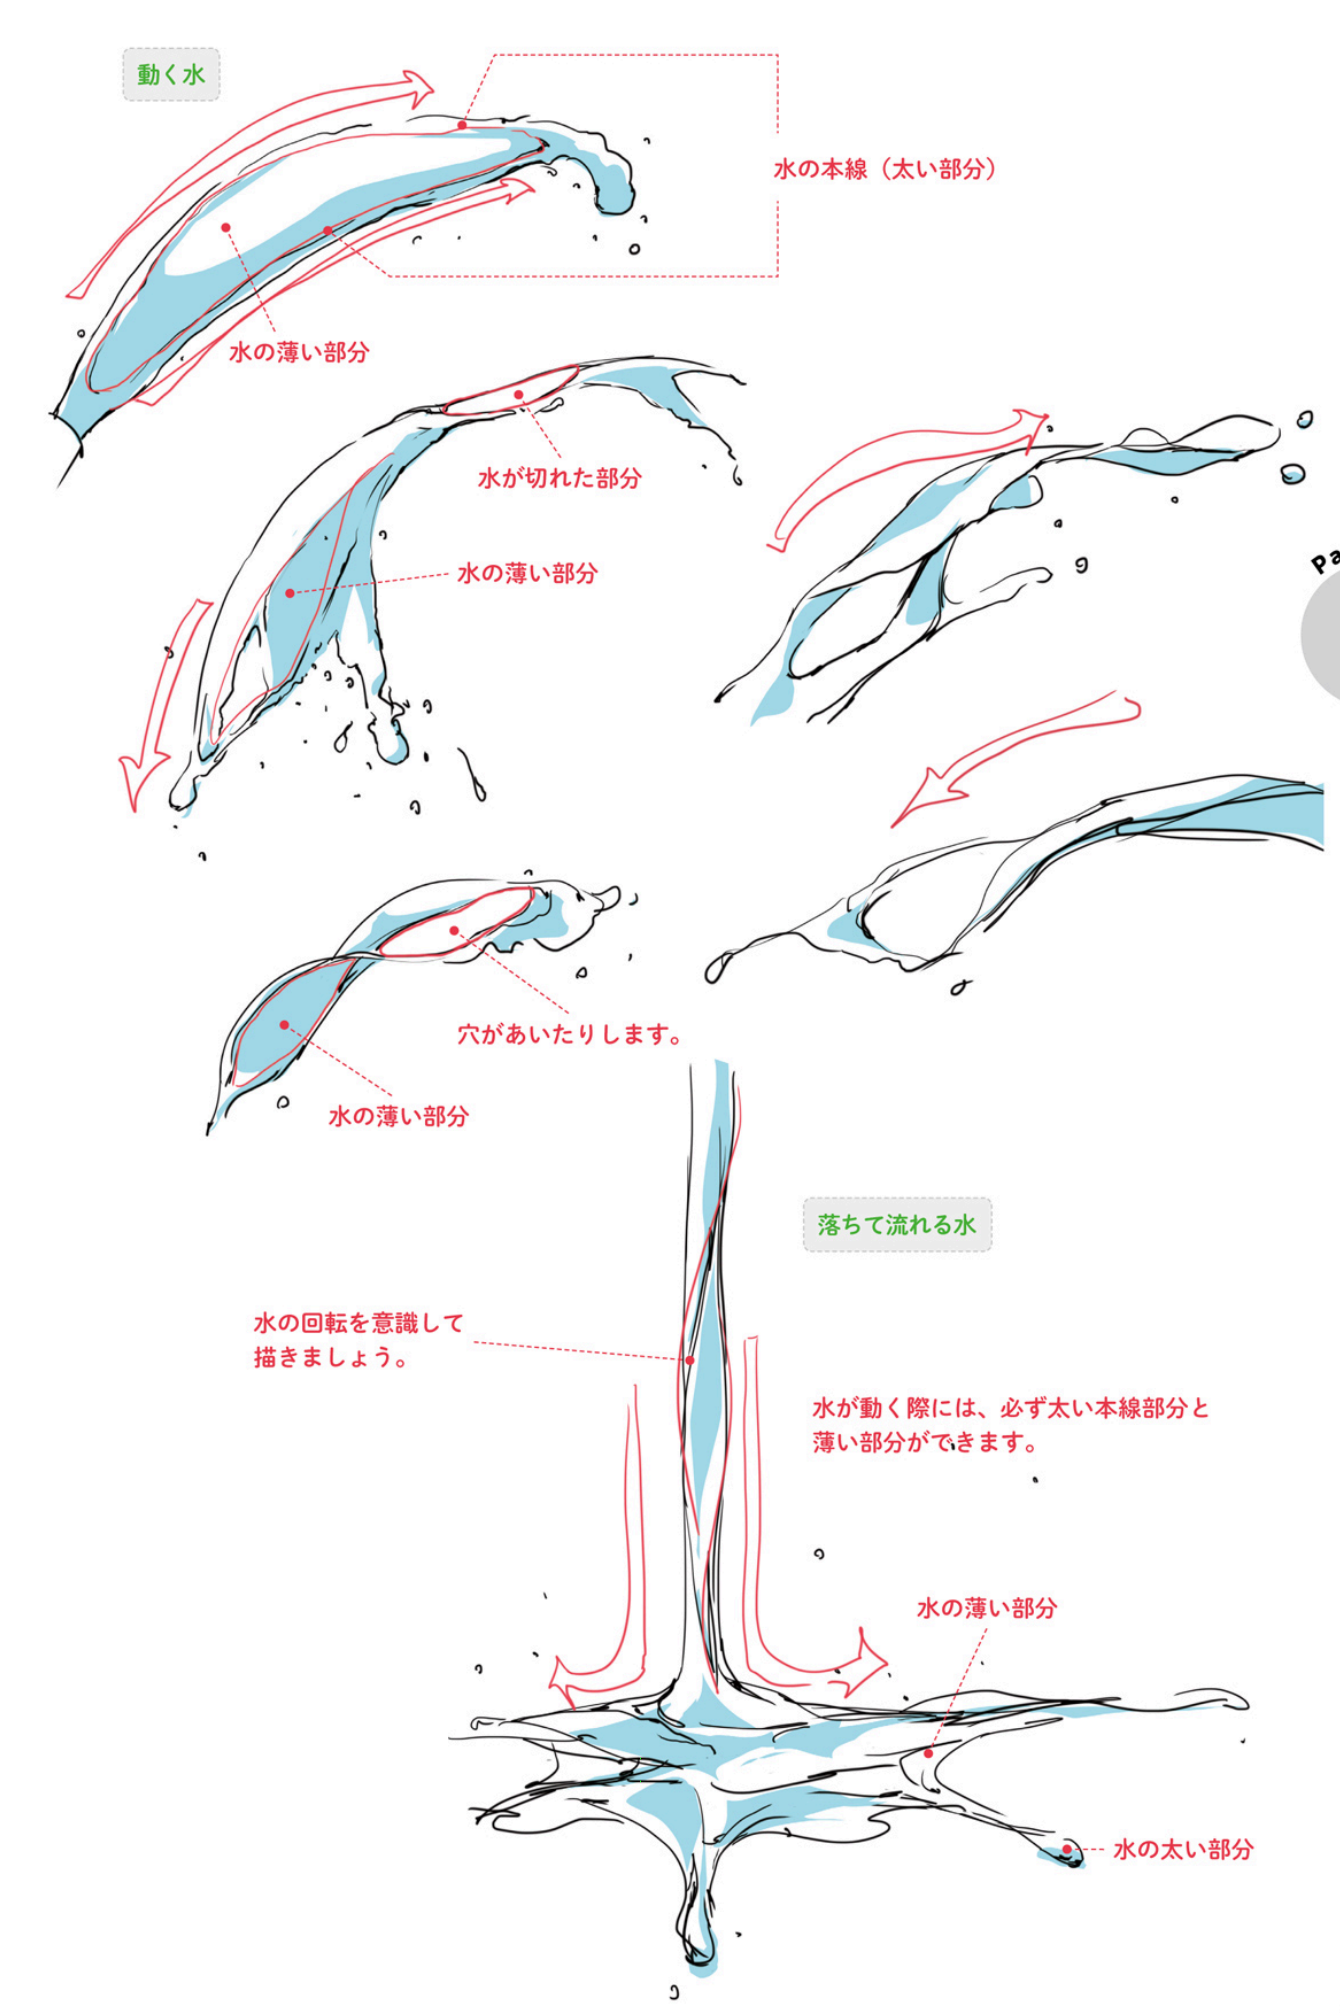 動く水
水の本線（太い部分）
水の薄い部分
水が切れた部分
水の薄い部分
Pa
穴があいたりします。
水の薄い部分
落ちて流れる水
水の回転を意識して
描きましょう。
水が動く際には、必ず太い本線部分と
薄い部分ができます。
水の薄い部分
水の太い部分